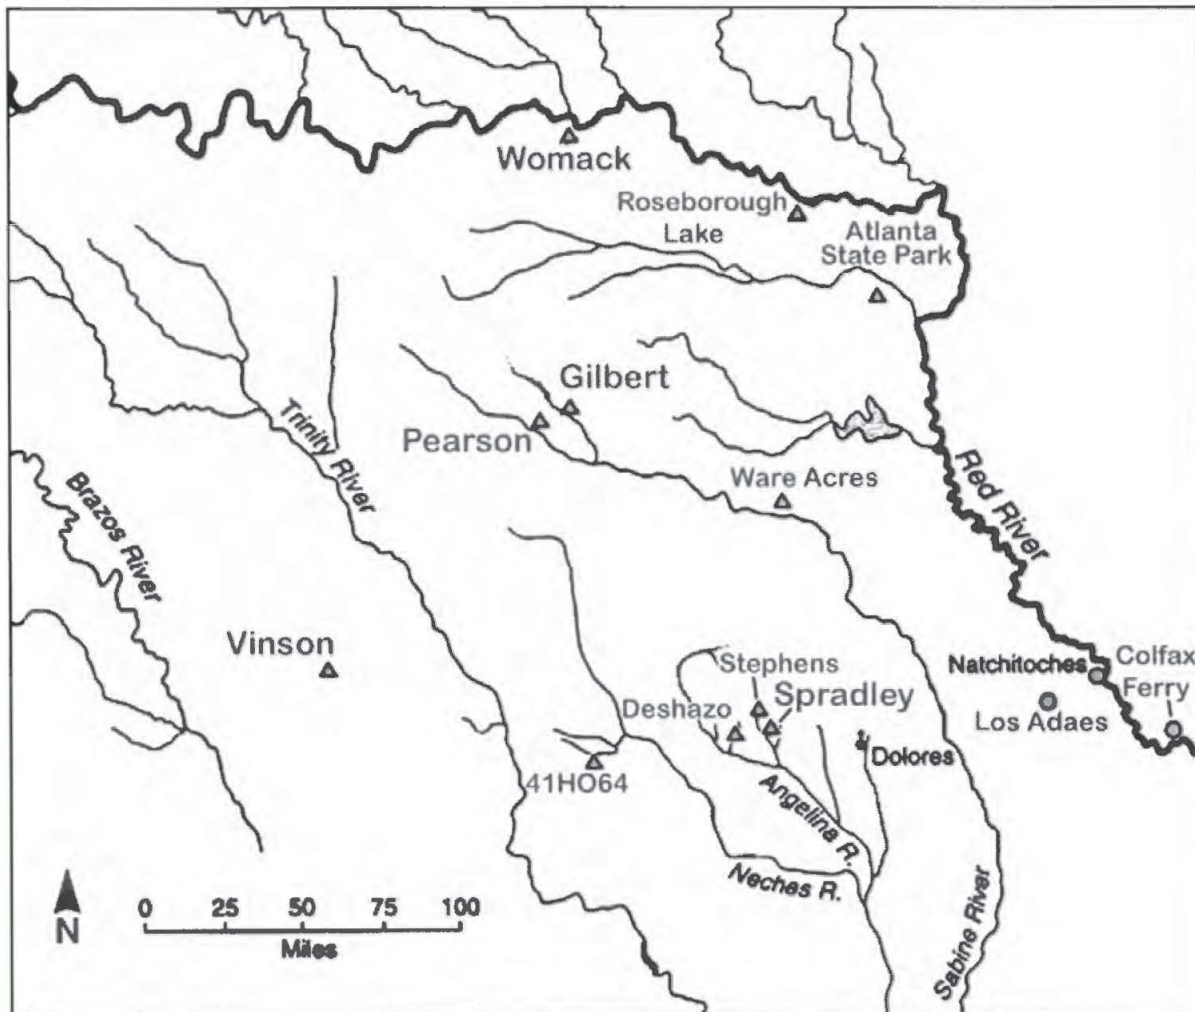 Womack
Roseborough
Lake
Atlanta
State Park
Gilbert
Pearson
Trinity River
Ware Acres
Red River
Brazos River
Vinson
Stephens
Spradley
Deshazo
Natchitoches
Colfax
Ferry
Los Adaes
Dolores
41HO64
Angelina R.
Neches R.
Sabine River
N
0 25 50 75 100
Miles